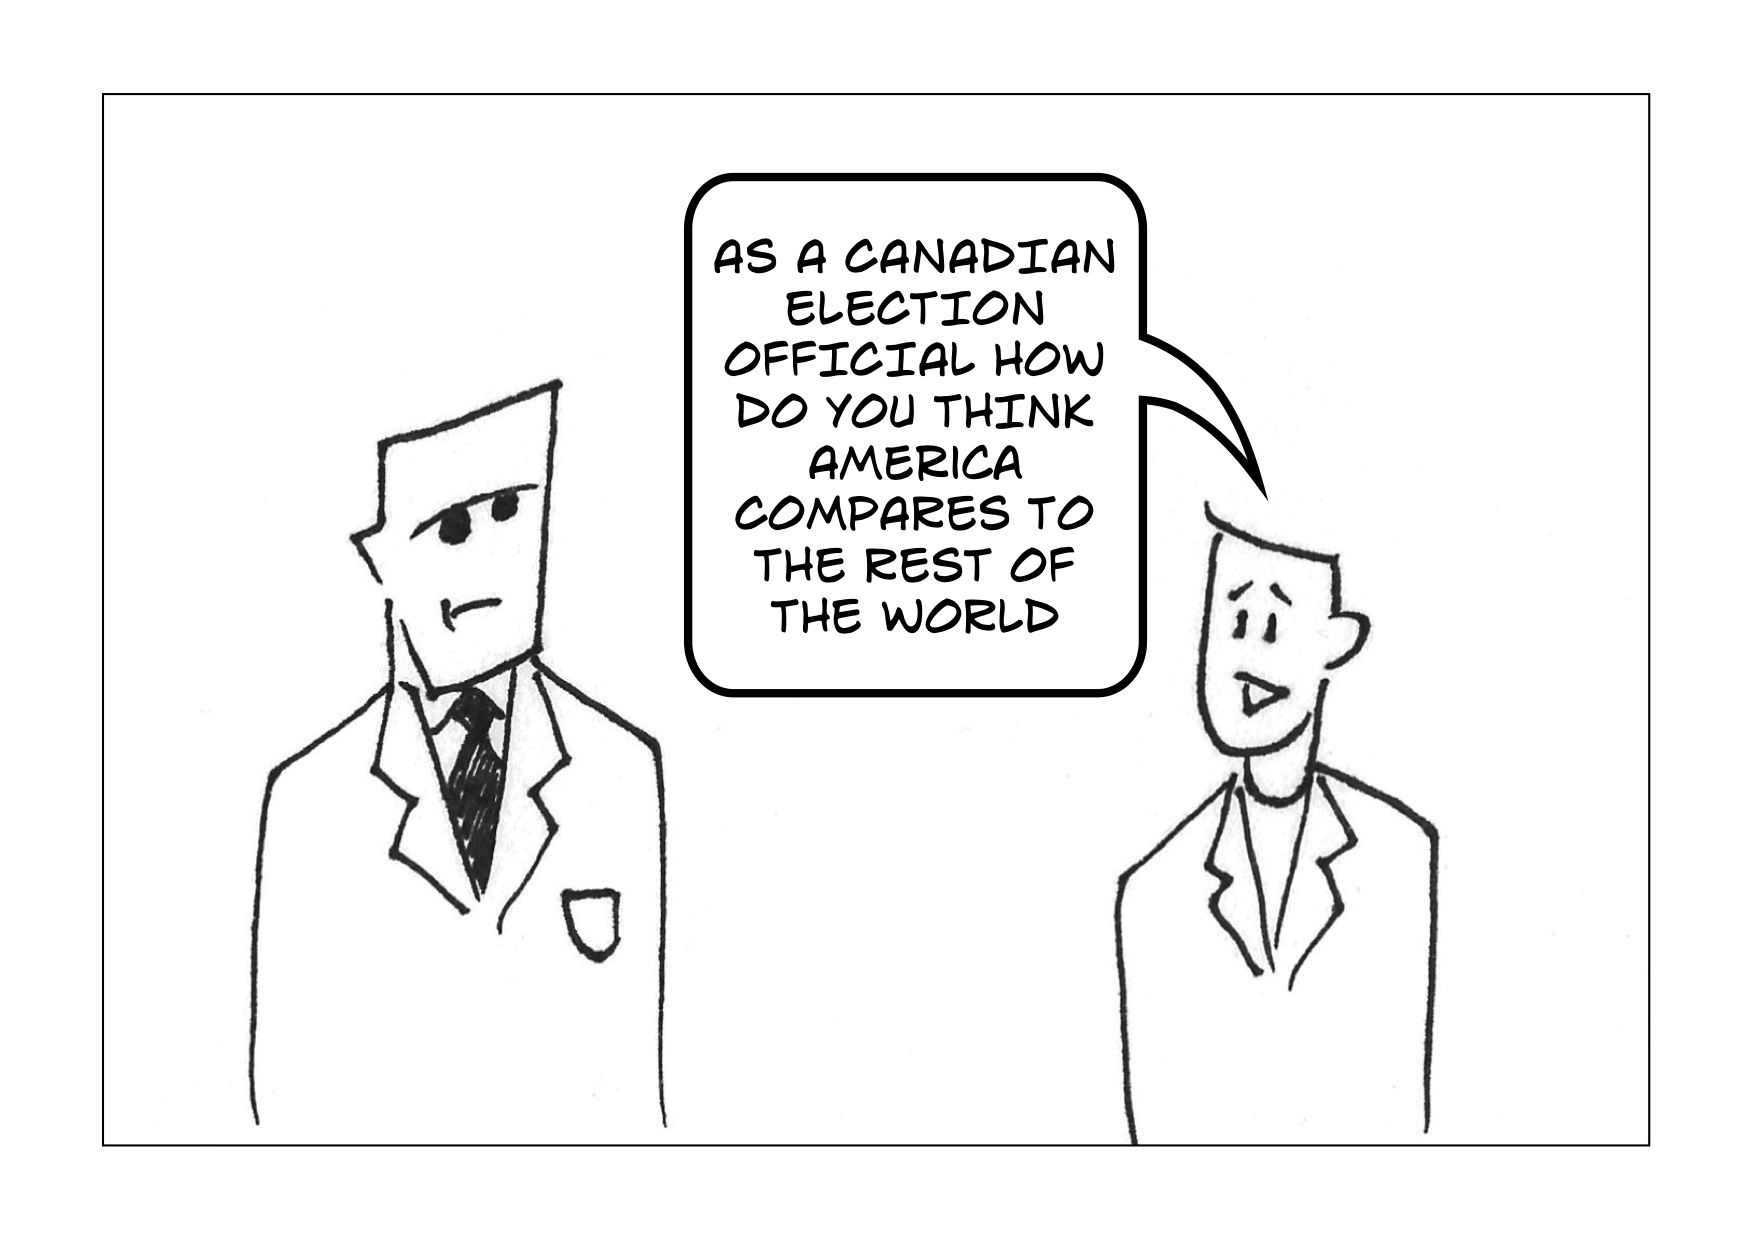 AS A CANADIAN
ELECTION
OFFICIAL HOW
DO YOU THINK
AMERICA
COMPARES TO
THE REST OF
THE WORLD